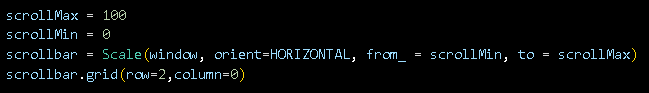 scrollMax = 100
scrollMin = 0
scrollbar = Scale(window, orient=HORIZONTAL, from_ = scrollMin, to = scrollMax)
scrollbar.grid(row=2,column=0)